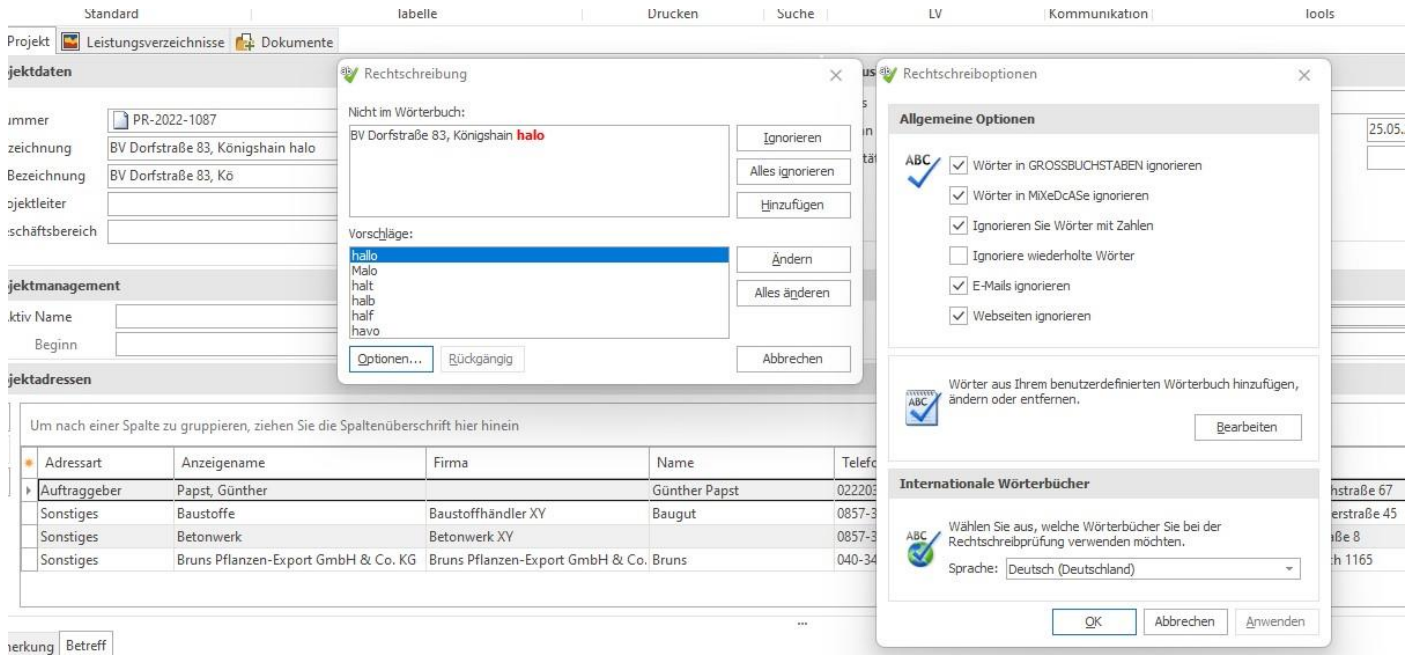 Standard Tabelle Drucken Suche LV Kommunikation Tools
Projekt Leistungsverzeichnisse Dokumente
jektdaten
ummer PR-2022-1087
zeichnung BV Dorfstraße 83, Königshain halo
Bezeichnung BV Dorfstraße 83, Kö
ojektleiter
schäftsbereich
jektmanagement
ktiv Name
Beginn
jektadressen
Um nach einer Spalte zu gruppieren, ziehen Sie die Spaltenüberschrift hier hinein
Adressart Anzeigename Firma Name Telefo
Auftraggeber Papst, Günther Günther Papst 022203 hstraße 67
Sonstiges Baustoffe Baustoffhändler XY Baugut 0857-3 erstraße 45
Sonstiges Betonwerk Betonwerk XY 0857-3 aße 8
Sonstiges Bruns Pflanzen-Export GmbH & Co. KG Bruns Pflanzen-Export GmbH & Co. Bruns 040-34 ch 1165
...
merkung Betreff
Rechtschreibung
Nicht im Wörterbuch:
BV Dorfstraße 83, Königshain halo
Ignorieren
Alles ignorieren
Hinzufügen
Vorschläge:
hallo
Malo
halt
halb
half
havo
Ändern
Alles änderen
Optionen... Rückgängig Abbrechen
us
25.05.
Rechtschreiboptionen
Allgemeine Optionen
ABC
Wörter in GROSSBUCHSTABEN ignorieren
Wörter in MiXeDcASe ignorieren
Ignorieren Sie Wörter mit Zahlen
Ignoriere wiederholte Wörter
E-Mails ignorieren
Webseiten ignorieren
ABC
Wörter aus Ihrem benutzerdefinierten Wörterbuch hinzufügen,
ändern oder entfernen.
Bearbeiten
Internationale Wörterbücher
ABC
Wählen Sie aus, welche Wörterbücher Sie bei der
Rechtschreibprüfung verwenden möchten.
Sprache: Deutsch (Deutschland)
OK Abbrechen Anwenden